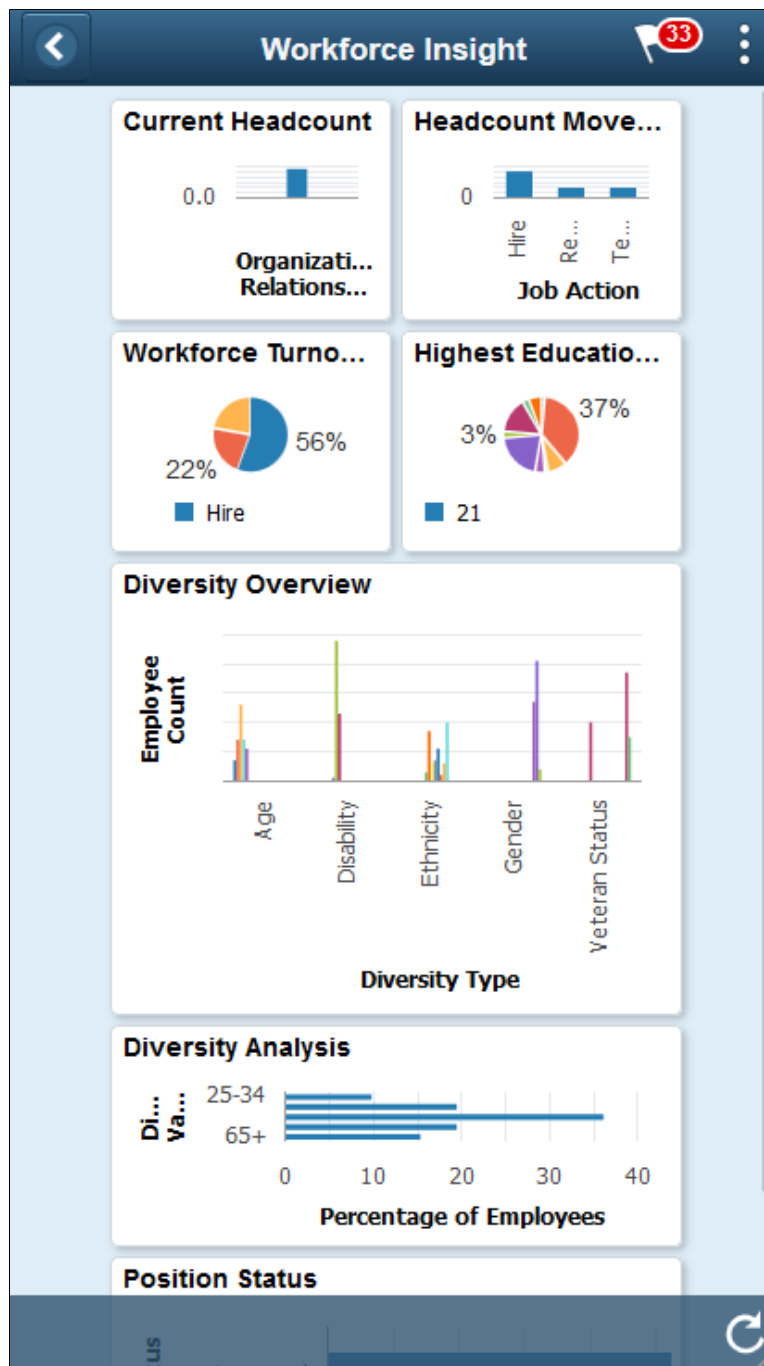 Workforce Insight
33
Current Headcount
0.0
Organizati...
Relations...
Headcount Move...
0
Hire
Re...
Te...
Job Action
Workforce Turno...
56%
22%
Hire
Highest Educatio...
37%
3%
21
Diversity Overview
Employee
Count
Age
Disability
Ethnicity
Gender
Veteran Status
Diversity Type
Diversity Analysis
Di...
Va...
25-34
65+
0 10 20 30 40
Percentage of Employees
Position Status
us